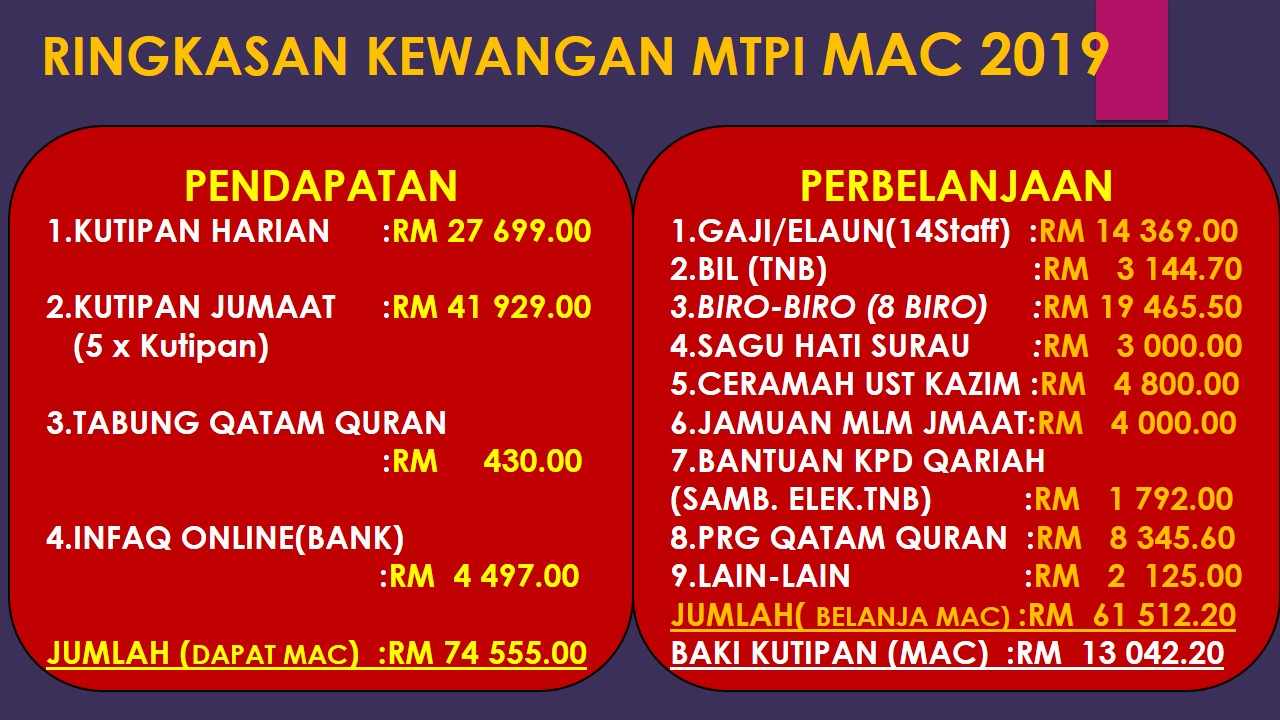 RINGKASAN KEWANGAN MTPI MAC 2019
PENDAPATAN
1.KUTIPAN HARIAN :RM 27 699.00
2.KUTIPAN JUMAAT :RM 41 929.00
(5 x Kutipan)
3.TABUNG QATAM QURAN
:RM 430.00
4.INFAQ ONLINE(BANK)
:RM 4 497.00
JUMLAH (DAPAT MAC) :RM 74 555.00
PERBELANJAAN
1.GAJI/ELAUN(14Staff) :RM 14 369.00
2.BIL (TNB) :RM 3 144.70
3.BIRO-BIRO (8 BIRO) :RM 19 465.50
4.SAGU HATI SURAU :RM 3 000.00
5.CERAMAH UST KAZIM :RM 4 800.00
6.JAMUAN MLM JMAAT:RM 4 000.00
7.BANTUAN KPD QARIAH
(SAMB. ELEK.TNB) :RM 1 792.00
8.PRG QATAM QURAN :RM 8 345.60
9.LAIN-LAIN :RM 2 125.00
JUMLAH( BELANJA MAC) :RM 61 512.20
BAKI KUTIPAN (MAC) :RM 13 042.20